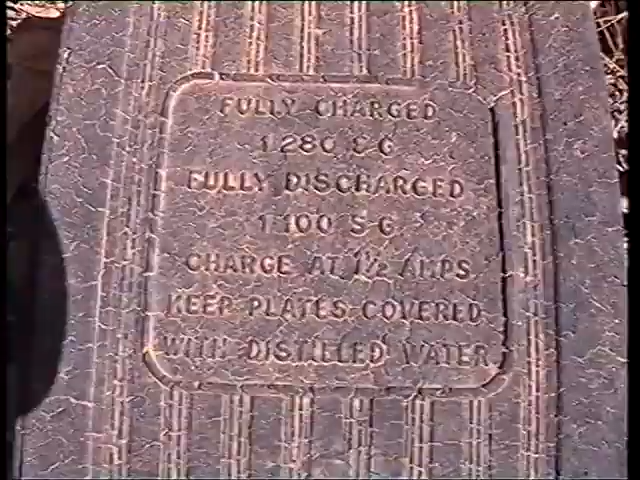 FULLY CHARGED
1.280 S.G
FULLY DISCHARGED
1.100 S.G
CHARGE AT 1½ AMPS
KEEP PLATES COVERED
WITH DISTILLED WATER